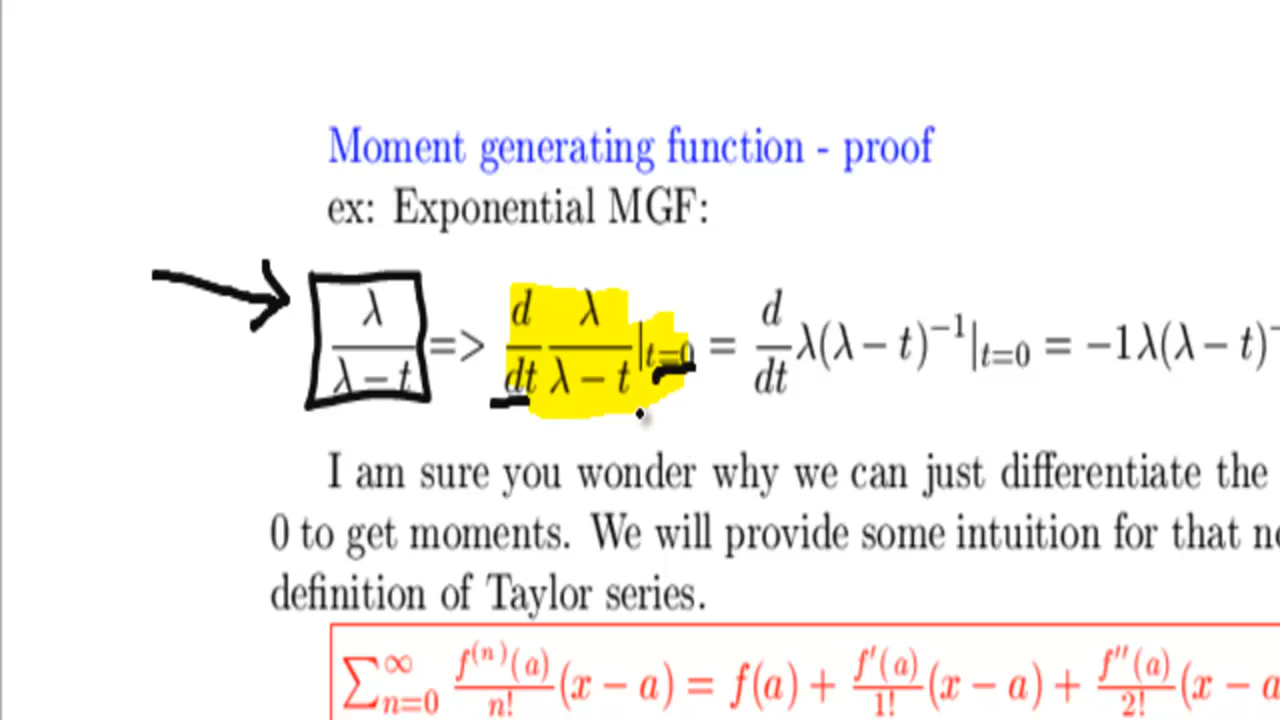 Moment generating function - proof
ex: Exponential MGF:
λ/(λ − t) => d/dt λ/(λ − t)|t=0 = d/dt λ(λ − t)^−1|t=0 = −1λ(λ − t)^−
I am sure you wonder why we can just differentiate the
0 to get moments. We will provide some intuition for that
definition of Taylor series.
∑_{n=0}^{∞} f^(n)(a)/n! (x − a) = f(a) + f′(a)/1! (x − a) + f″(a)/2! (x − a